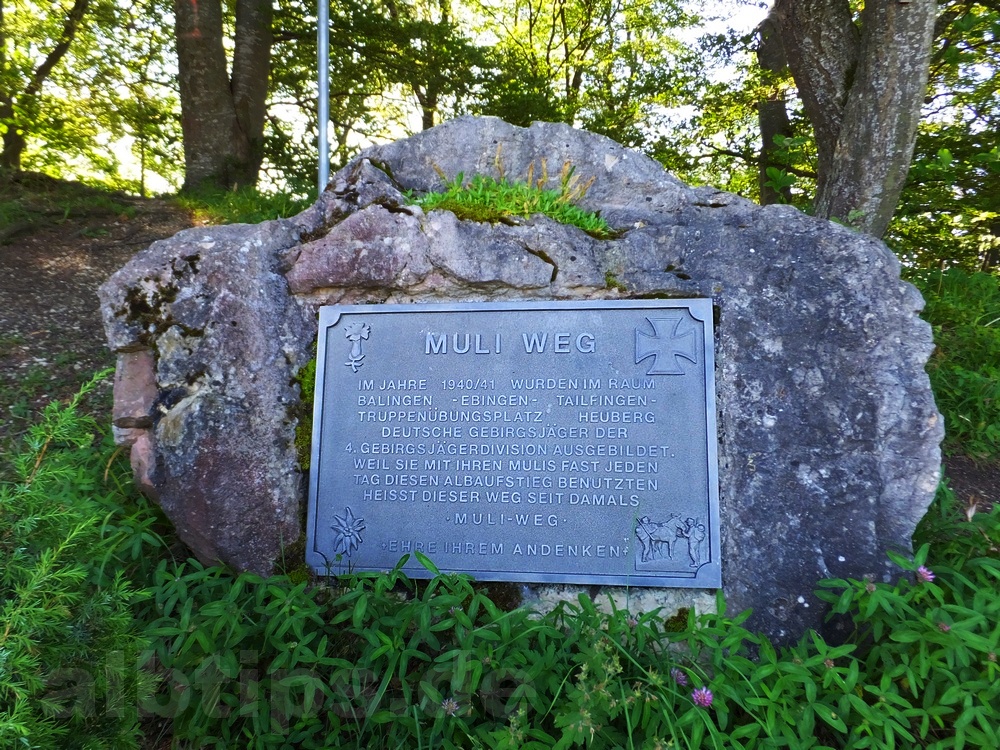 MULI WEG
IM JAHRE 1940/41 WURDEN IM RAUM
BALINGEN -EBINGEN- TAILFINGEN-
TRUPPENÜBUNGSPLATZ HEUBERG
DEUTSCHE GEBIRGSJÄGER DER
4. GEBIRGSJÄGERDIVISION AUSGEBILDET.
WEIL SIE MIT IHREN MULIS FAST JEDEN
TAG DIESEN ALBAUFSTIEG BENUTZTEN
HEISST DIESER WEG SEIT DAMALS
·MULI-WEG·
·EHRE IHREM ANDENKEN·
albtips.de